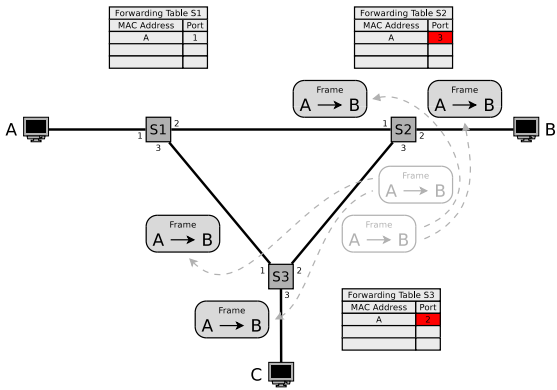 Forwarding Table S1
MAC Address Port
A 1
Forwarding Table S2
MAC Address Port
A 3
Frame
A B
Frame
A B
A
1
S1
2
3
1
S2
2
3
B
Frame
A B
Frame
A B
Frame
A B
1
S3
2
3
Frame
A B
Forwarding Table S3
MAC Address Port
A 2
C